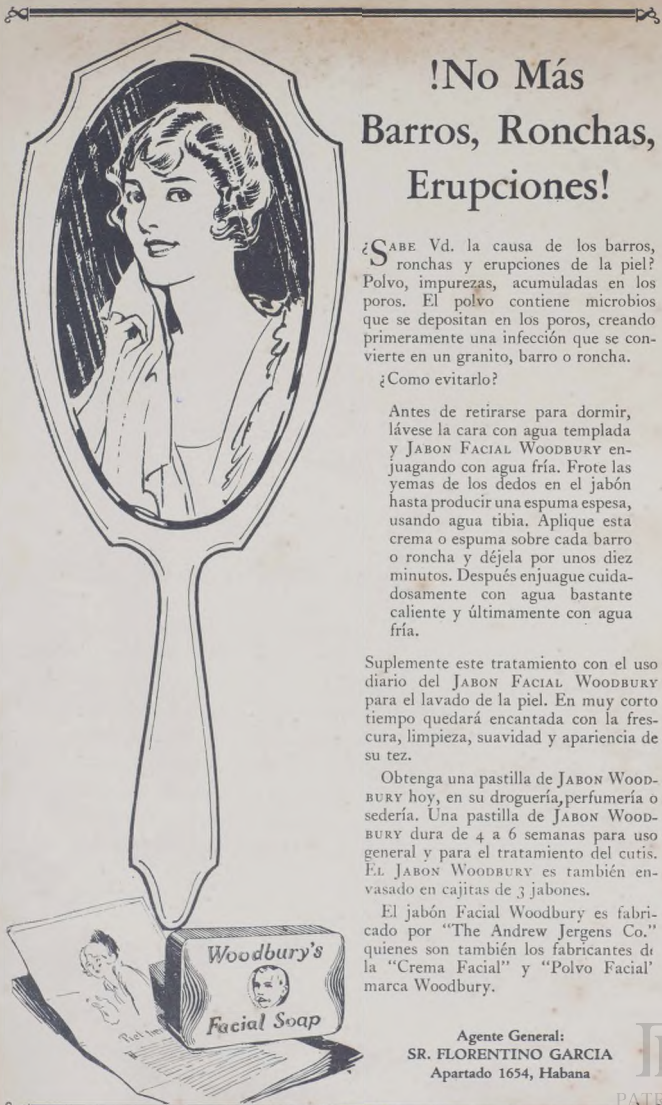 !No Más
Barros, Ronchas,
Erupciones!
¿SABE Vd. la causa de los barros,
ronchas y erupciones de la piel?
Polvo, impurezas, acumuladas en los
poros. El polvo contiene microbios
que se depositan en los poros, creando
primeramente una infección que se con-
vierte en un granito, barro o roncha.
¿Como evitarlo?
Antes de retirarse para dormir,
lávese la cara con agua templada
y JABON FACIAL WOODBURY en-
juagando con agua fría. Frote las
yemas de los dedos en el jabón
hasta producir una espuma espesa,
usando agua tibia. Aplique esta
crema o espuma sobre cada barro
o roncha y déjela por unos diez
minutos. Después enjuague cuida-
dosamente con agua bastante
caliente y últimamente con agua
fría.
Suplemente este tratamiento con el uso
diario del JABON FACIAL WOODBURY
para el lavado de la piel. En muy corto
tiempo quedará encantada con la fres-
cura, limpieza, suavidad y apariencia de
su tez.
Obtenga una pastilla de JABON WOOD-
BURY hoy, en su droguería, perfumería o
sedería. Una pastilla de JABON WOOD-
BURY dura de 4 a 6 semanas para uso
general y para el tratamiento del cutis.
EL JABON WOODBURY es también en-
vasado en cajitas de 3 jabones.
El jabón Facial Woodbury es fabri-
cado por "The Andrew Jergens Co."
quienes son también los fabricantes de
la "Crema Facial" y "Polvo Facial"
marca Woodbury.
Agente General:
SR. FLORENTINO GARCIA
Apartado 1654, Habana
Woodbury's
Facial Soap
Piel
PATR